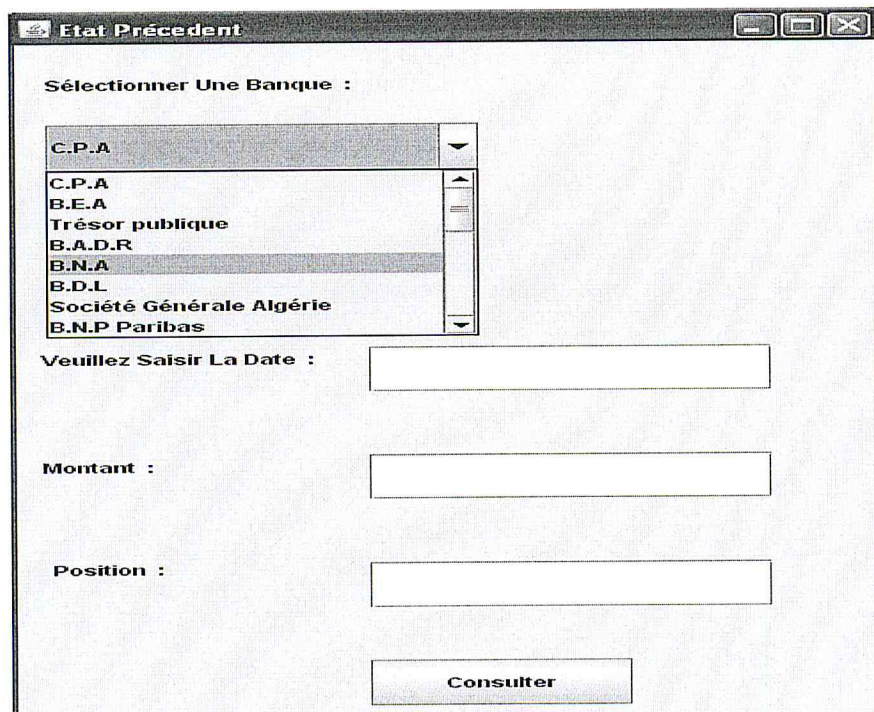 Etat Précedent
Sélectionner Une Banque :
C.P.A
C.P.A
B.E.A
Trésor publique
B.A.D.R
B.N.A
B.D.L
Société Générale Algérie
B.N.P Paribas
Veuillez Saisir La Date :
Montant :
Position :
Consulter